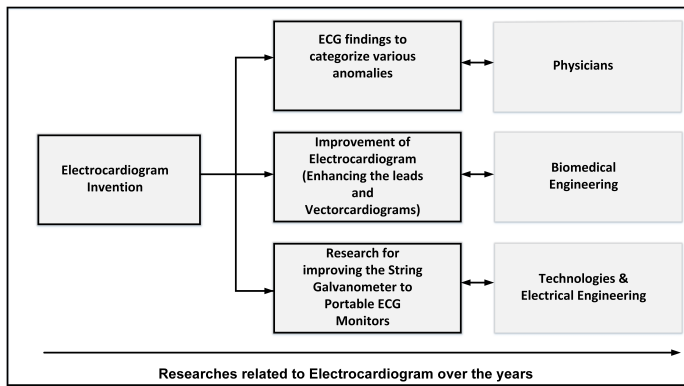 ECG findings to
categorize various
anomalies
Physicians
Electrocardiogram
Invention
Improvement of
Electrocardiogram
(Enhancing the leads
and
Vectorcardiograms)
Biomedical
Engineering
Research for
improving the String
Galvanometer to
Portable ECG
Monitors
Technologies &
Electrical Engineering
Researches related to Electrocardiogram over the years